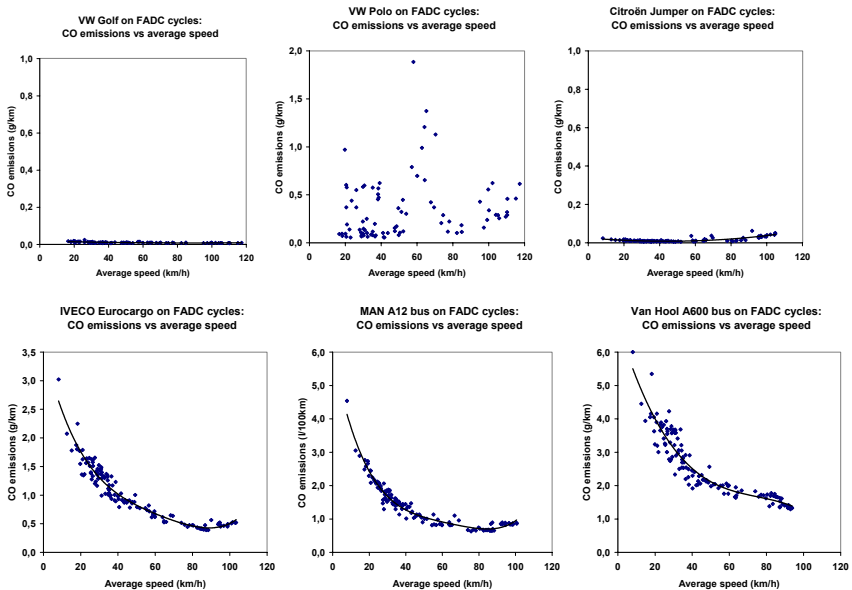 VW Golf on FADC cycles:
CO emissions vs average speed
1,0
0,8
0,6
0,4
0,2
0,0
0 20 40 60 80 100 120
Average speed (km/h)
CO emissions (g/km)
VW Polo on FADC cycles:
CO emissions vs average speed
2,0
1,5
1,0
0,5
0,0
0 20 40 60 80 100 120
Average speed (km/h)
CO emissions (g/km)
Citroën Jumper on FADC cycles:
CO emissions vs average speed
1,0
0,8
0,6
0,4
0,2
0,0
0 20 40 60 80 100 120
Average speed (km/h)
CO emissions (g/km)
IVECO Eurocargo on FADC cycles:
CO emissions vs average speed
3,5
3,0
2,5
2,0
1,5
1,0
0,5
0,0
0 20 40 60 80 100 120
Average speed (km/h)
CO emissions (g/km)
MAN A12 bus on FADC cycles:
CO emissions vs average speed
6,0
5,0
4,0
3,0
2,0
1,0
0,0
0 20 40 60 80 100 120
Average speed (km/h)
CO emissions (l/100km)
Van Hool A600 bus on FADC cycles:
CO emissions vs average speed
6,0
5,0
4,0
3,0
2,0
1,0
0,0
0 20 40 60 80 100 120
Average speed (km/h)
CO emissions (g/km)